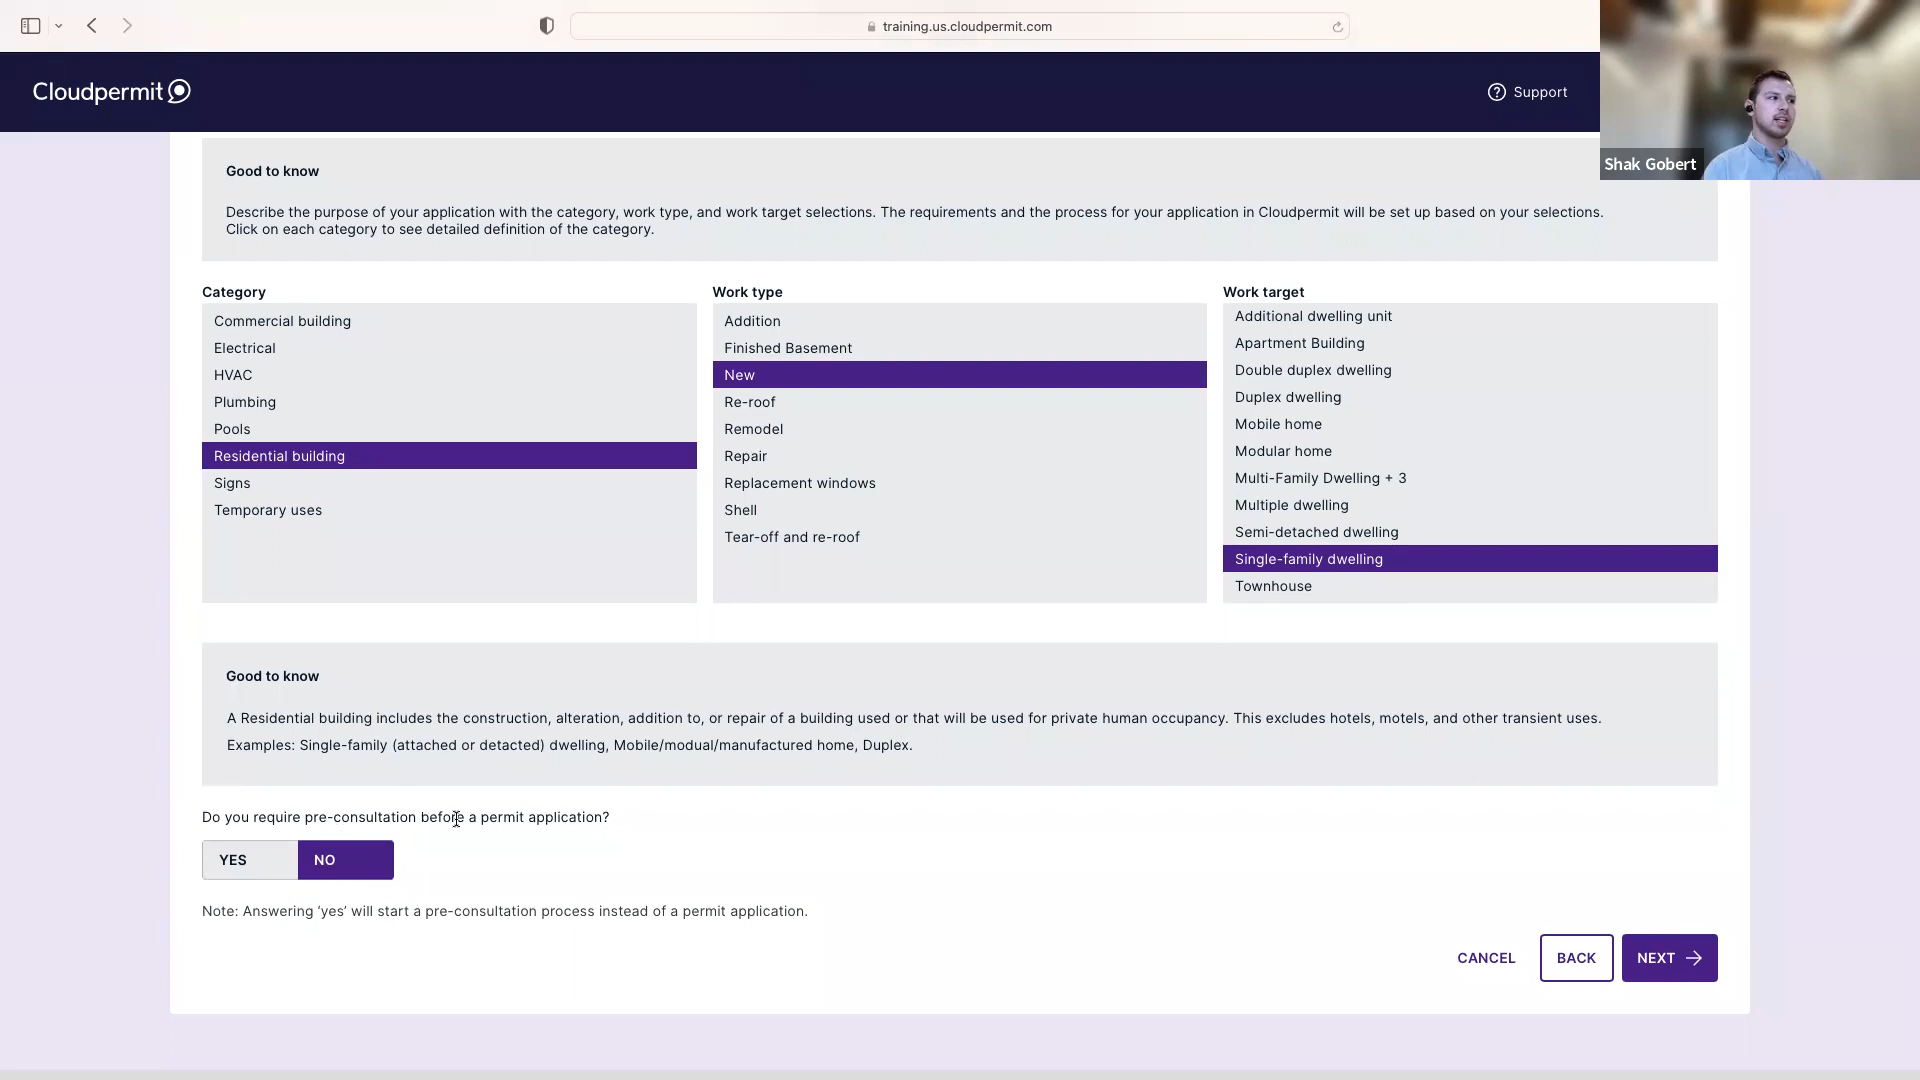 training.us.cloudpermit.com
Cloudpermit
Support
Shak Gobert
Good to know
Describe the purpose of your application with the category, work type, and work target selections. The requirements and the process for your application in Cloudpermit will be set up based on your selections.
Click on each category to see detailed definition of the category.
Category
Commercial building
Electrical
HVAC
Plumbing
Pools
Residential building
Signs
Temporary uses
Work type
Addition
Finished Basement
New
Re-roof
Remodel
Repair
Replacement windows
Shell
Tear-off and re-roof
Work target
Additional dwelling unit
Apartment Building
Double duplex dwelling
Duplex dwelling
Mobile home
Modular home
Multi-Family Dwelling + 3
Multiple dwelling
Semi-detached dwelling
Single-family dwelling
Townhouse
Good to know
A Residential building includes the construction, alteration, addition to, or repair of a building used or that will be used for private human occupancy. This excludes hotels, motels, and other transient uses.
Examples: Single-family (attached or detacted) dwelling, Mobile/modual/manufactured home, Duplex.
Do you require pre-consultation before a permit application?
YES NO
Note: Answering ‘yes’ will start a pre-consultation process instead of a permit application.
CANCEL BACK NEXT